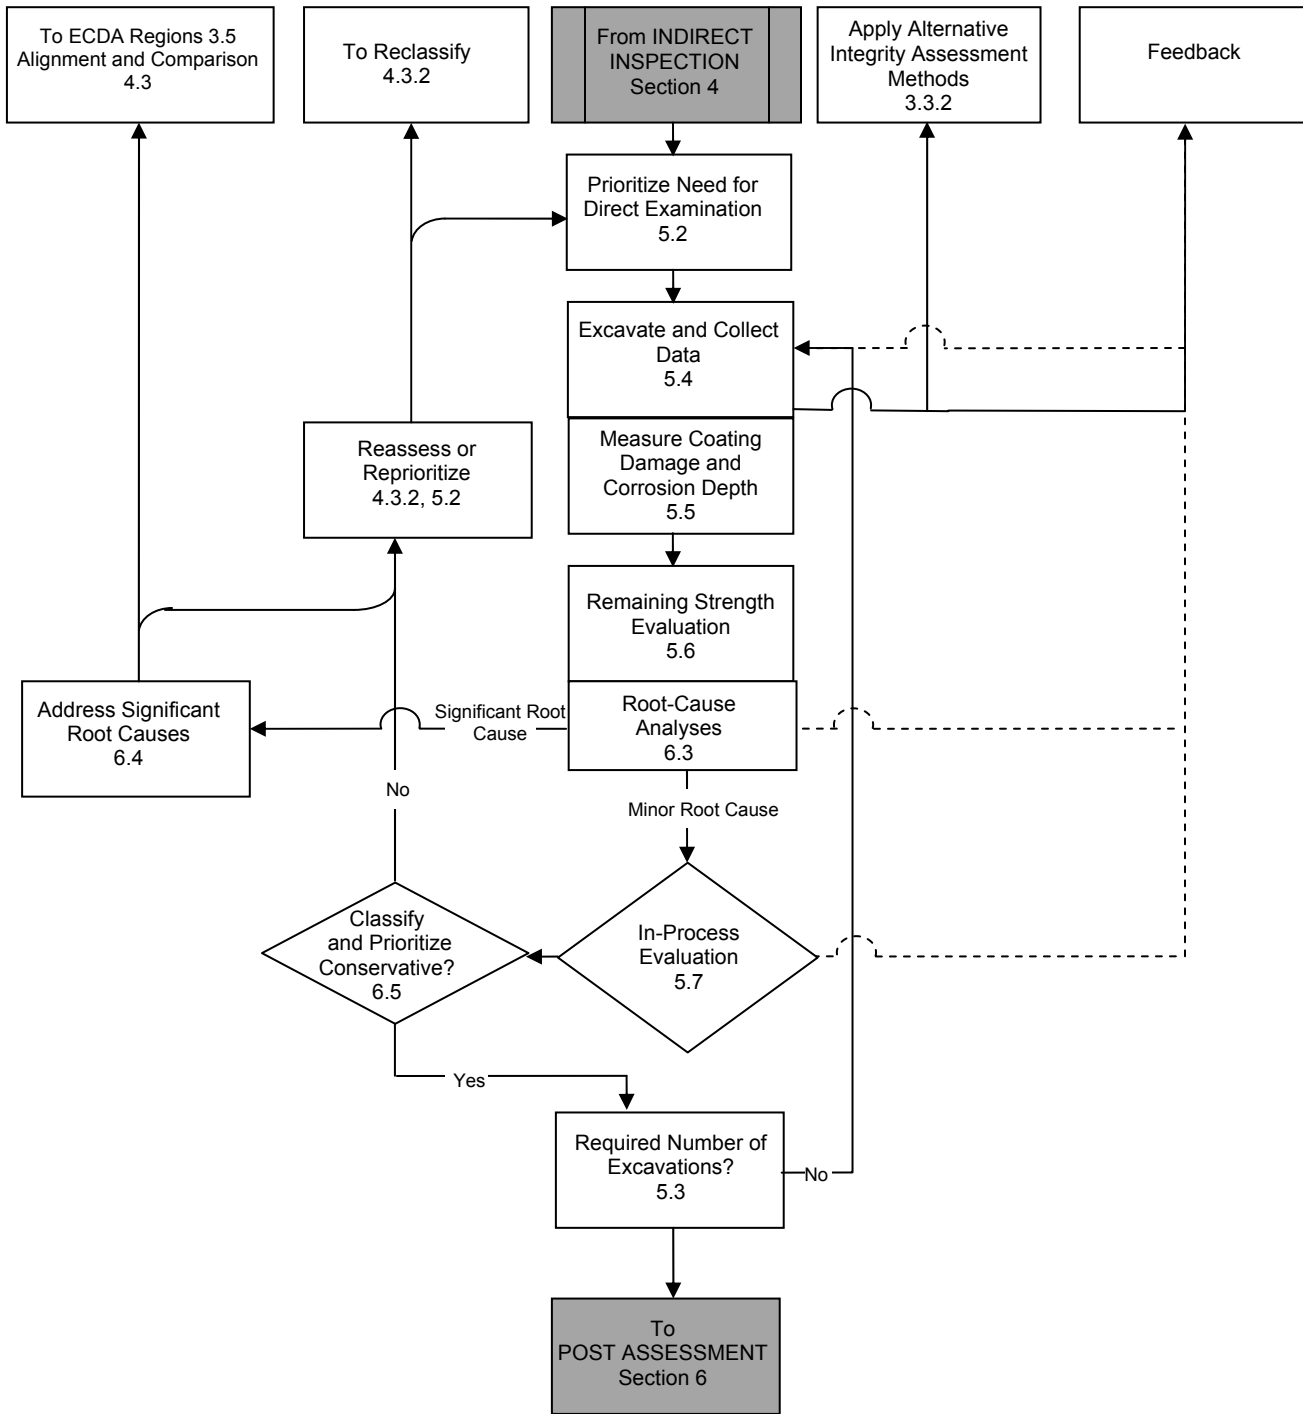 To ECDA Regions 3.5
Alignment and Comparison
4.3
To Reclassify
4.3.2
From INDIRECT
INSPECTION
Section 4
Apply Alternative
Integrity Assessment
Methods
3.3.2
Feedback
Prioritize Need for
Direct Examination
5.2
Excavate and Collect
Data
5.4
Reassess or
Reprioritize
4.3.2, 5.2
Measure Coating
Damage and
Corrosion Depth
5.5
Remaining Strength
Evaluation
5.6
Address Significant
Root Causes
6.4
Significant Root
Cause
Root-Cause
Analyses
6.3
No
Minor Root Cause
Classify
and Prioritize
Conservative?
6.5
In-Process
Evaluation
5.7
Yes
Required Number of
Excavations?
5.3
No
To
POST ASSESSMENT
Section 6